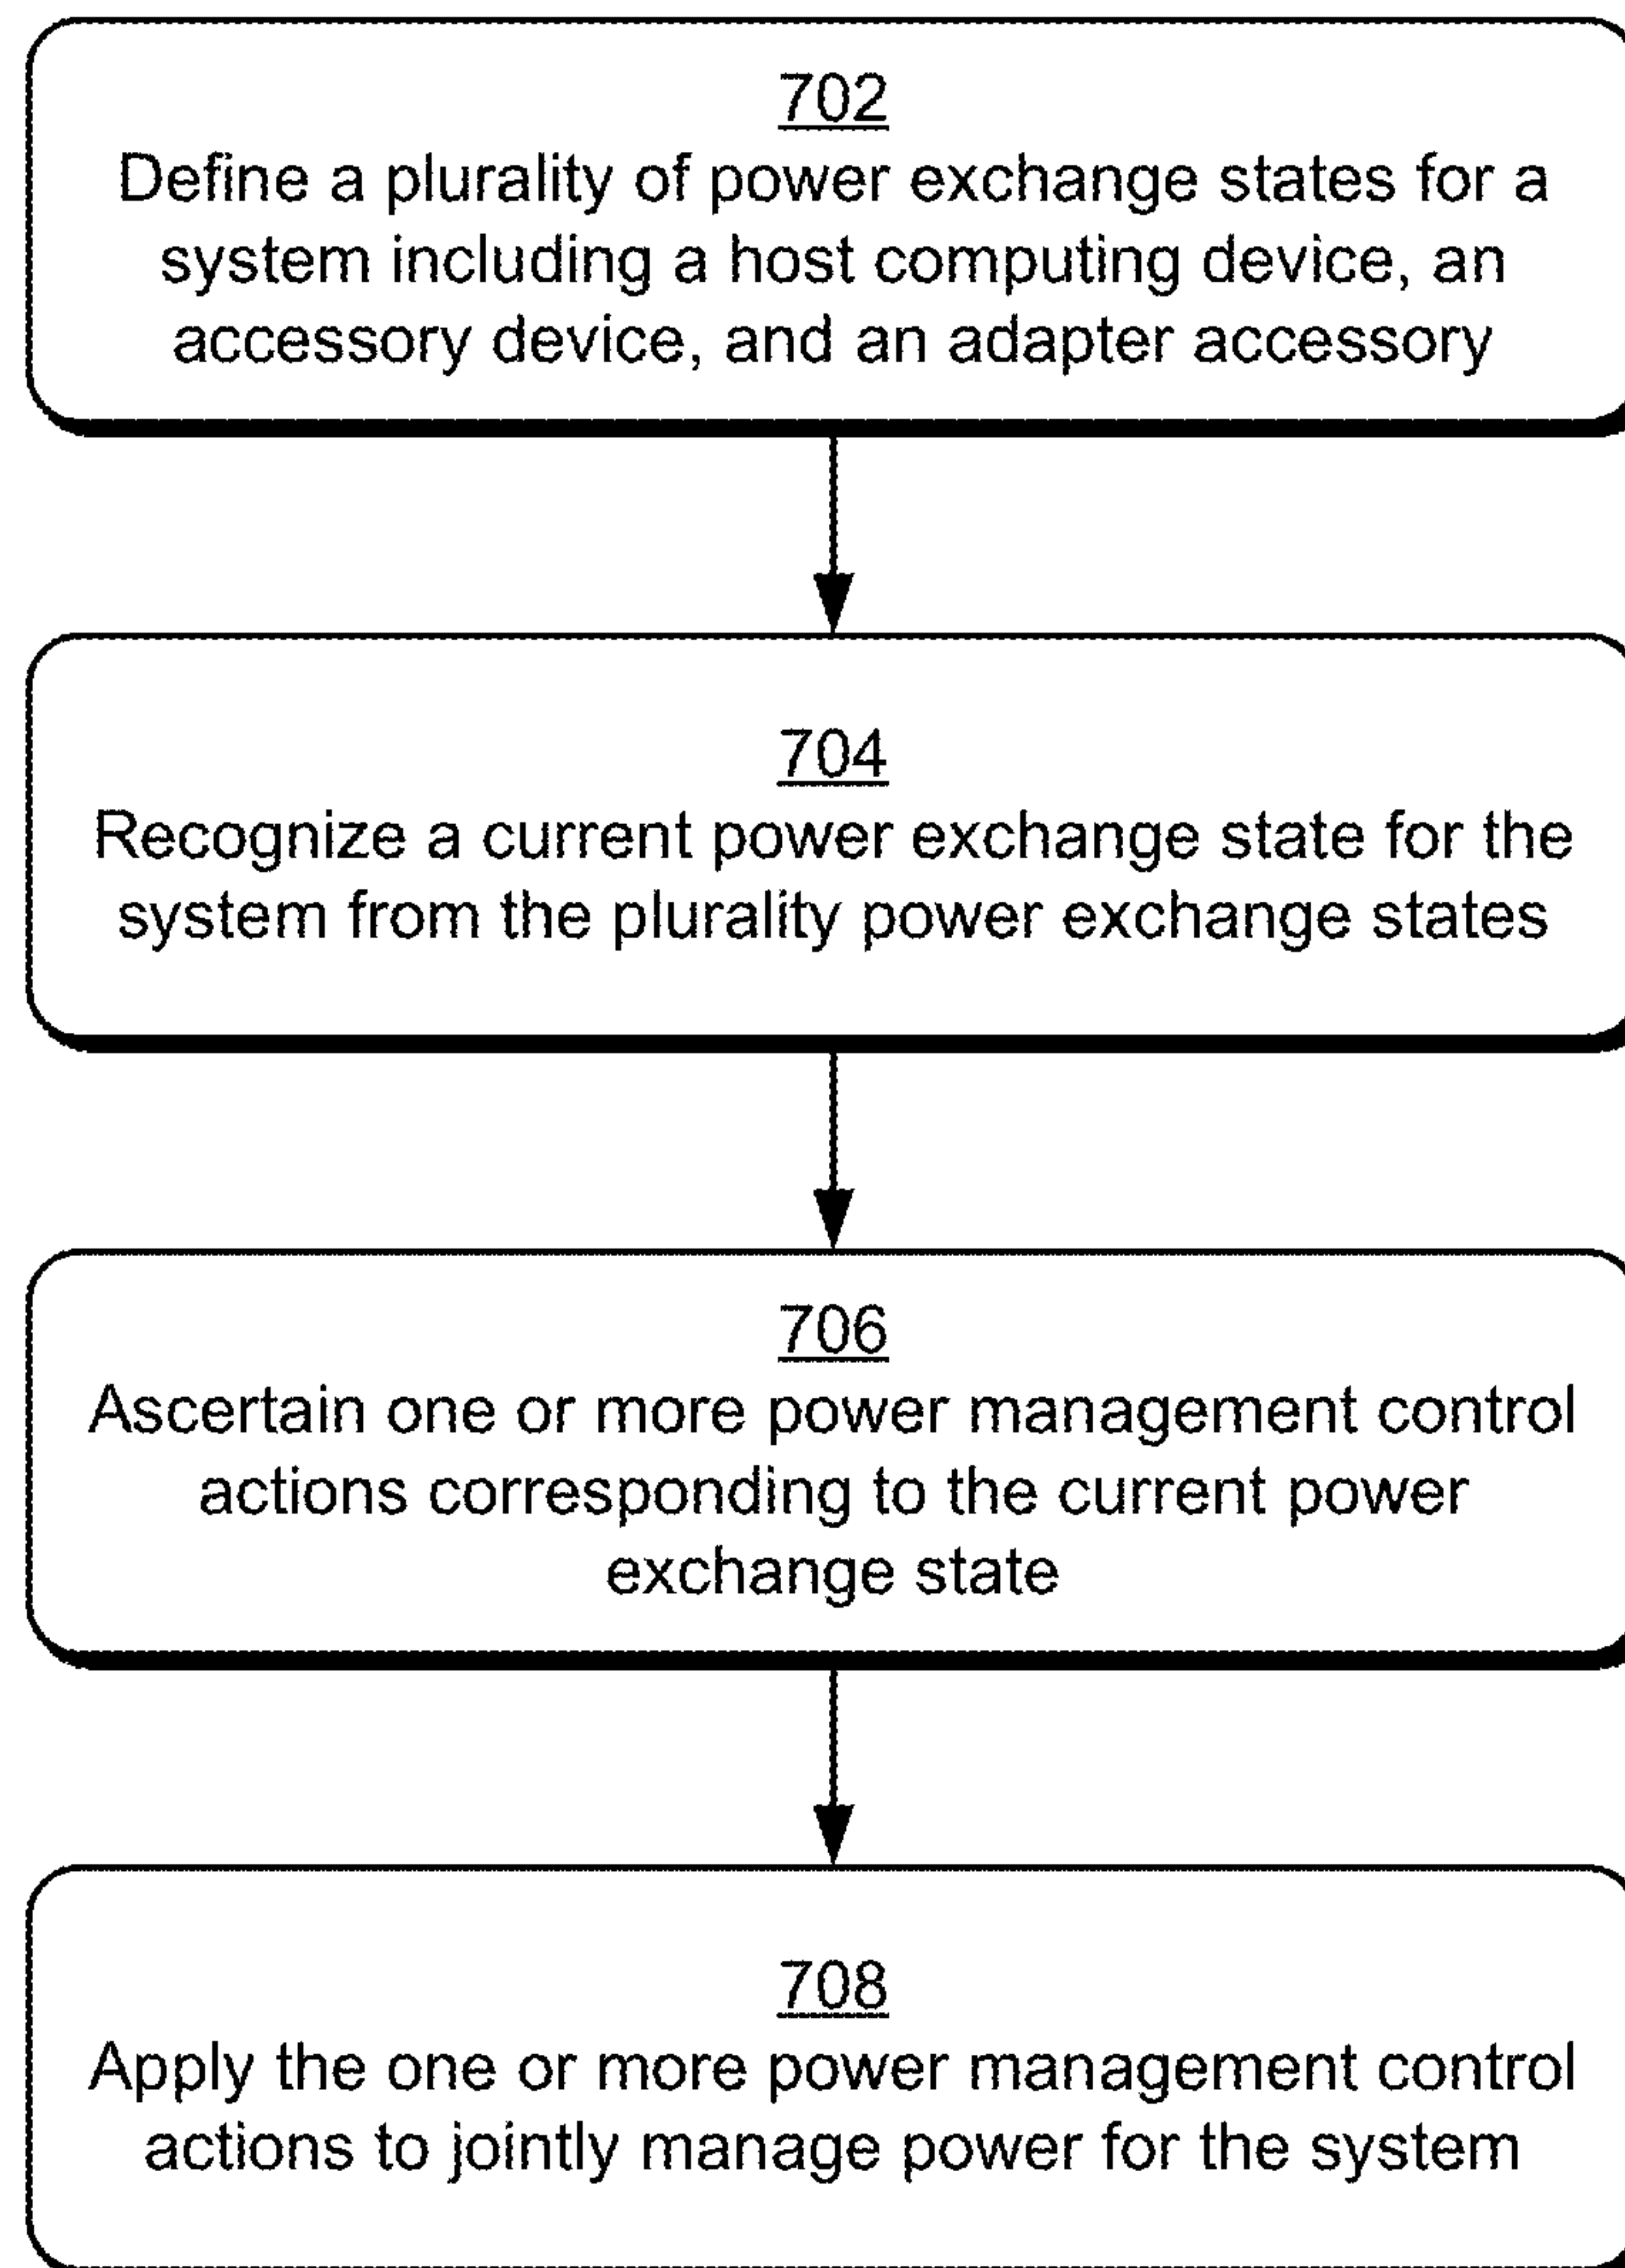 702
Define a plurality of power exchange states for a
system including a host computing device, an
accessory device, and an adapter accessory
704
Recognize a current power exchange state for the
system from the plurality power exchange states
706
Ascertain one or more power management control
actions corresponding to the current power
exchange state
708
Apply the one or more power management control
actions to jointly manage power for the system